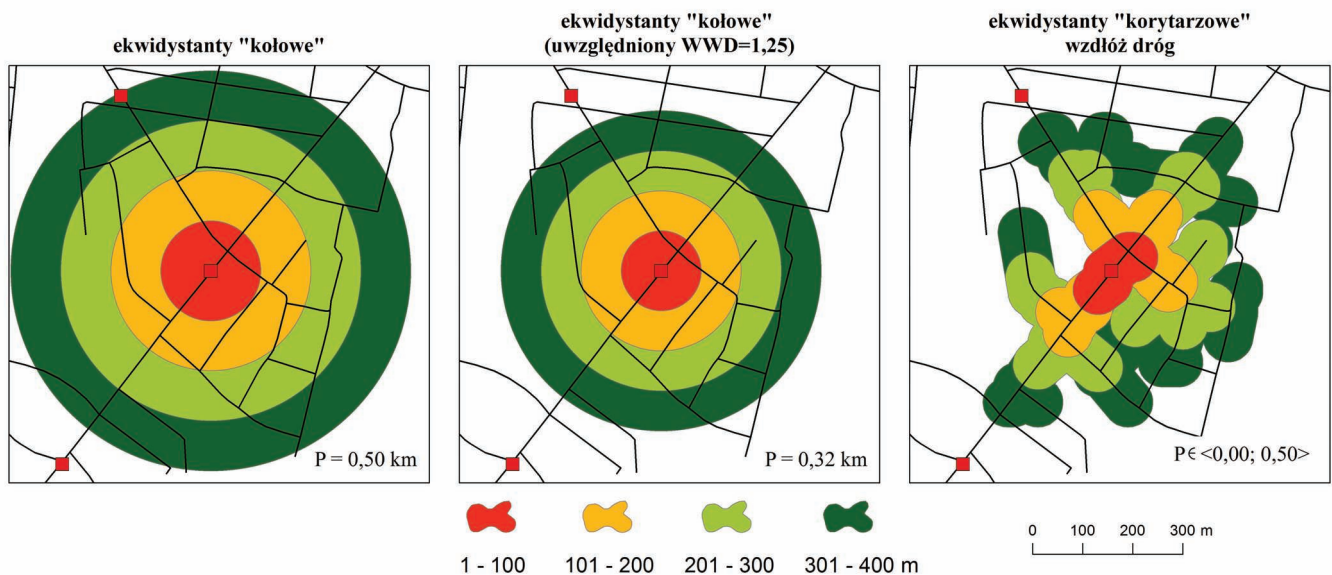 ekwidystanty "kołowe"
ekwidystanty "kołowe"
(uwzględniony WWD=1,25)
ekwidystanty "korytarzowe"
wzdłóż dróg
P = 0,50 km
P = 0,32 km
P ϵ <0,00; 0,50>
1 - 100
101 - 200
201 - 300
301 - 400 m
0 100 200 300 m